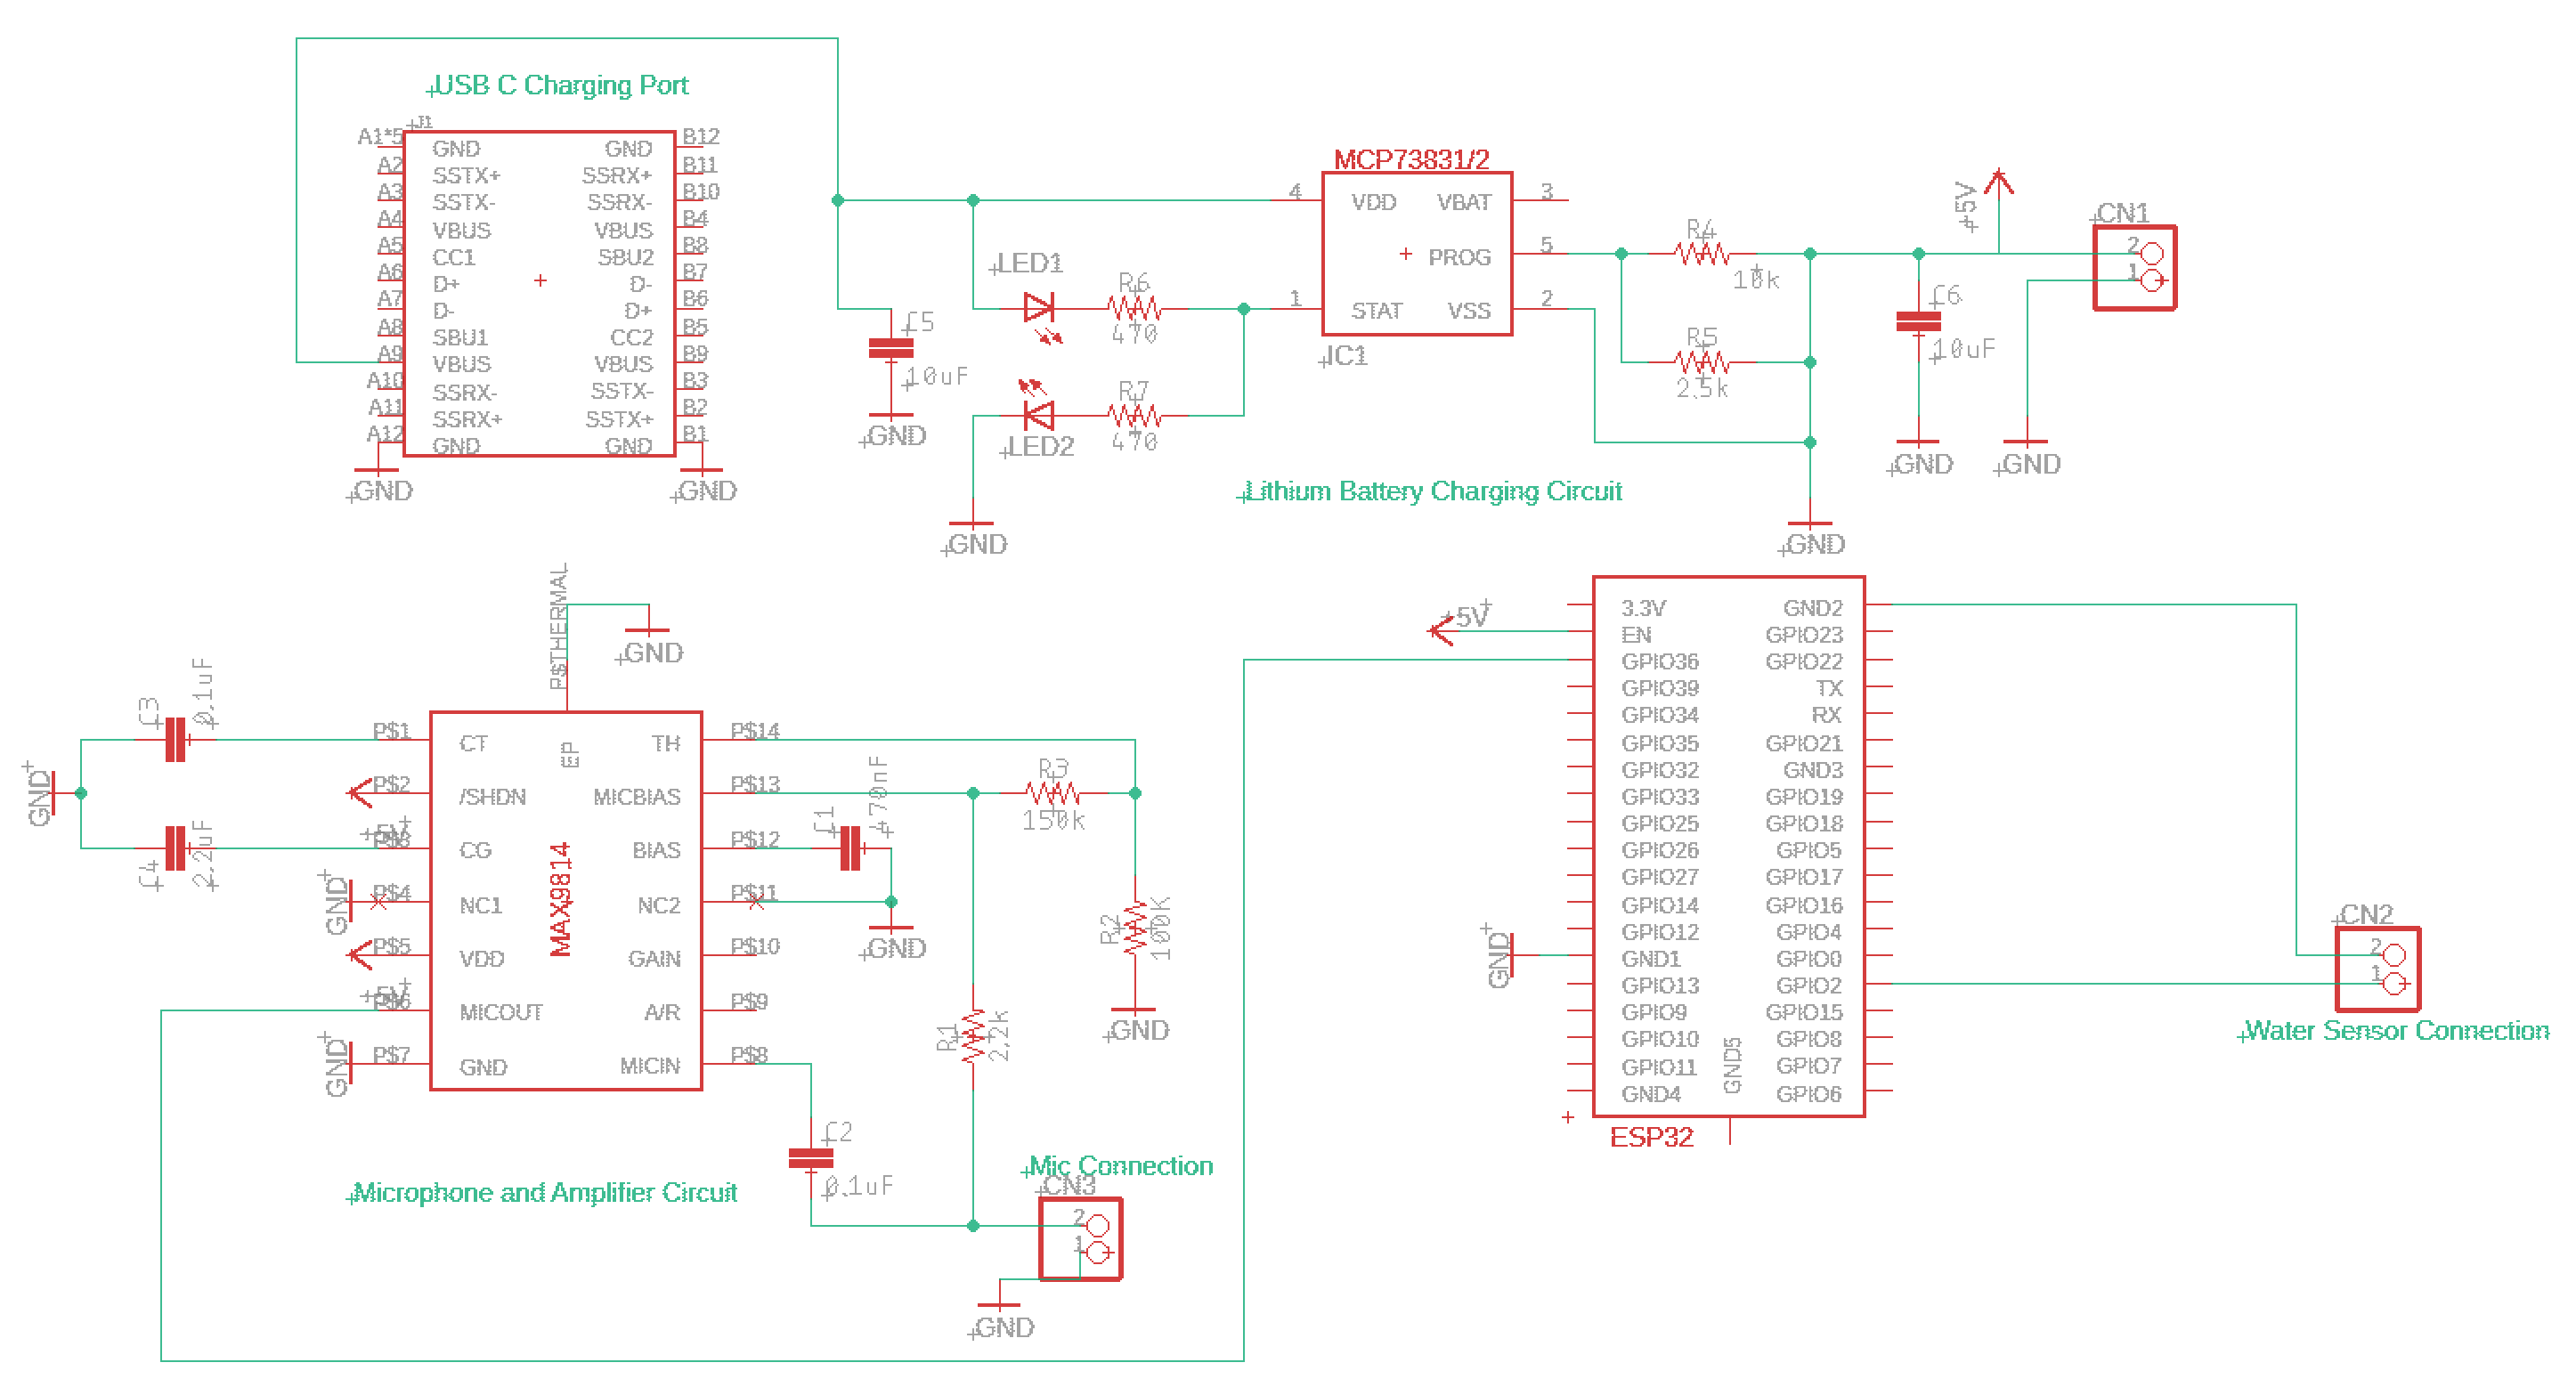 USB C Charging Port
J1
A1*5 GND GND B12
A2 SSTX+ SSRX+ B11
A3 SSTX- SSRX- B10
A4 VBUS VBUS B4
A5 CC1 SBU2 B8
A6 D+ D- B7
A7 D- D+ B6
A8 SBU1 CC2 B5
A9 VBUS VBUS B9
A10 SSRX- SSTX- B3
A11 SSRX+ SSTX+ B2
A12 GND GND B1
GND
GND
C5
10uF
GND
LED1
R6
470
LED2
R7
470
GND
MCP73831/2
4 VDD VBAT 3
PROG 5
1 STAT VSS 2
IC1
R4
10k
R5
2.5k
GND
+5V
C6
10uF
GND
GND
CN1
2
1
Lithium Battery Charging Circuit
P$THERMAL
GND
C3
0.1uF
GND
C4
2.2uF
P$1 CT TH P$14
P$2 /SHDN MICBIAS P$13
+5V
P$3 CG BIAS P$12
GND P$4 NC1 NC2 P$11
P$5 VDD GAIN P$10
+5V
P$6 MICOUT A/R P$9
GND P$7 GND MICIN P$8
EP
MAX9814
C1
470nF
GND
R3
150k
R2
100K
GND
R1
2.2k
C2
0.1uF
Mic Connection
CN3
2
1
GND
Microphone and Amplifier Circuit
+5V
3.3V GND2
EN GPIO23
GPIO36 GPIO22
GPIO39 TX
GPIO34 RX
GPIO35 GPIO21
GPIO32 GND3
GPIO33 GPIO19
GPIO25 GPIO18
GPIO26 GPIO5
GPIO27 GPIO17
GPIO14 GPIO16
GPIO12 GPIO4
GND GND1 GPIO0
GPIO13 GPIO2
GPIO9 GPIO15
GPIO10 GPIO8
GPIO11 GPIO7
GND4 GPIO6
GND5
ESP32
CN2
2
1
Water Sensor Connection